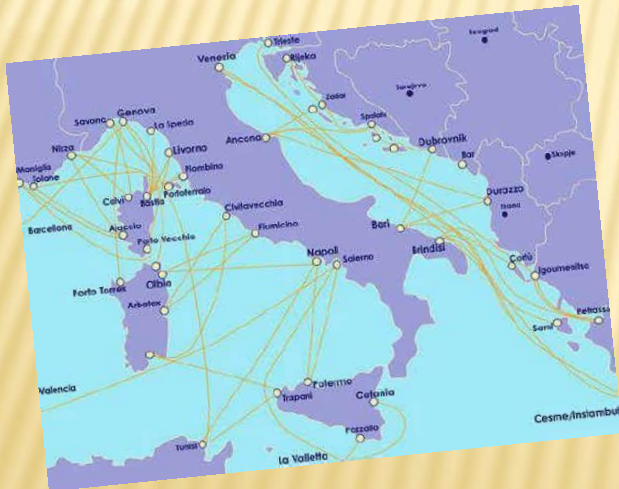 Trieste
Beograd
Venezia
Rijeka
Sarajevo
Zadar
Savona
Genova
La Spezia
Spalato
Ancona
Dubrovnik
Nizza
Livorno
Bar
Skopje
Marsiglia
Tolone
Piombino
Portoferraio
Calvi
Bastia
Durazzo
Tirana
Civitavecchia
Barcellona
Ajaccio
Fiumicino
Bari
Porto Vecchio
Brindisi
Napoli
Salerno
Corfù
Igoumenitsa
Porto Torres
Olbia
Arbatax
Patrasso
Sami
Valencia
Palermo
Trapani
Catania
Cesme/Instambul
Pozzallo
Tunisi
La Valletta